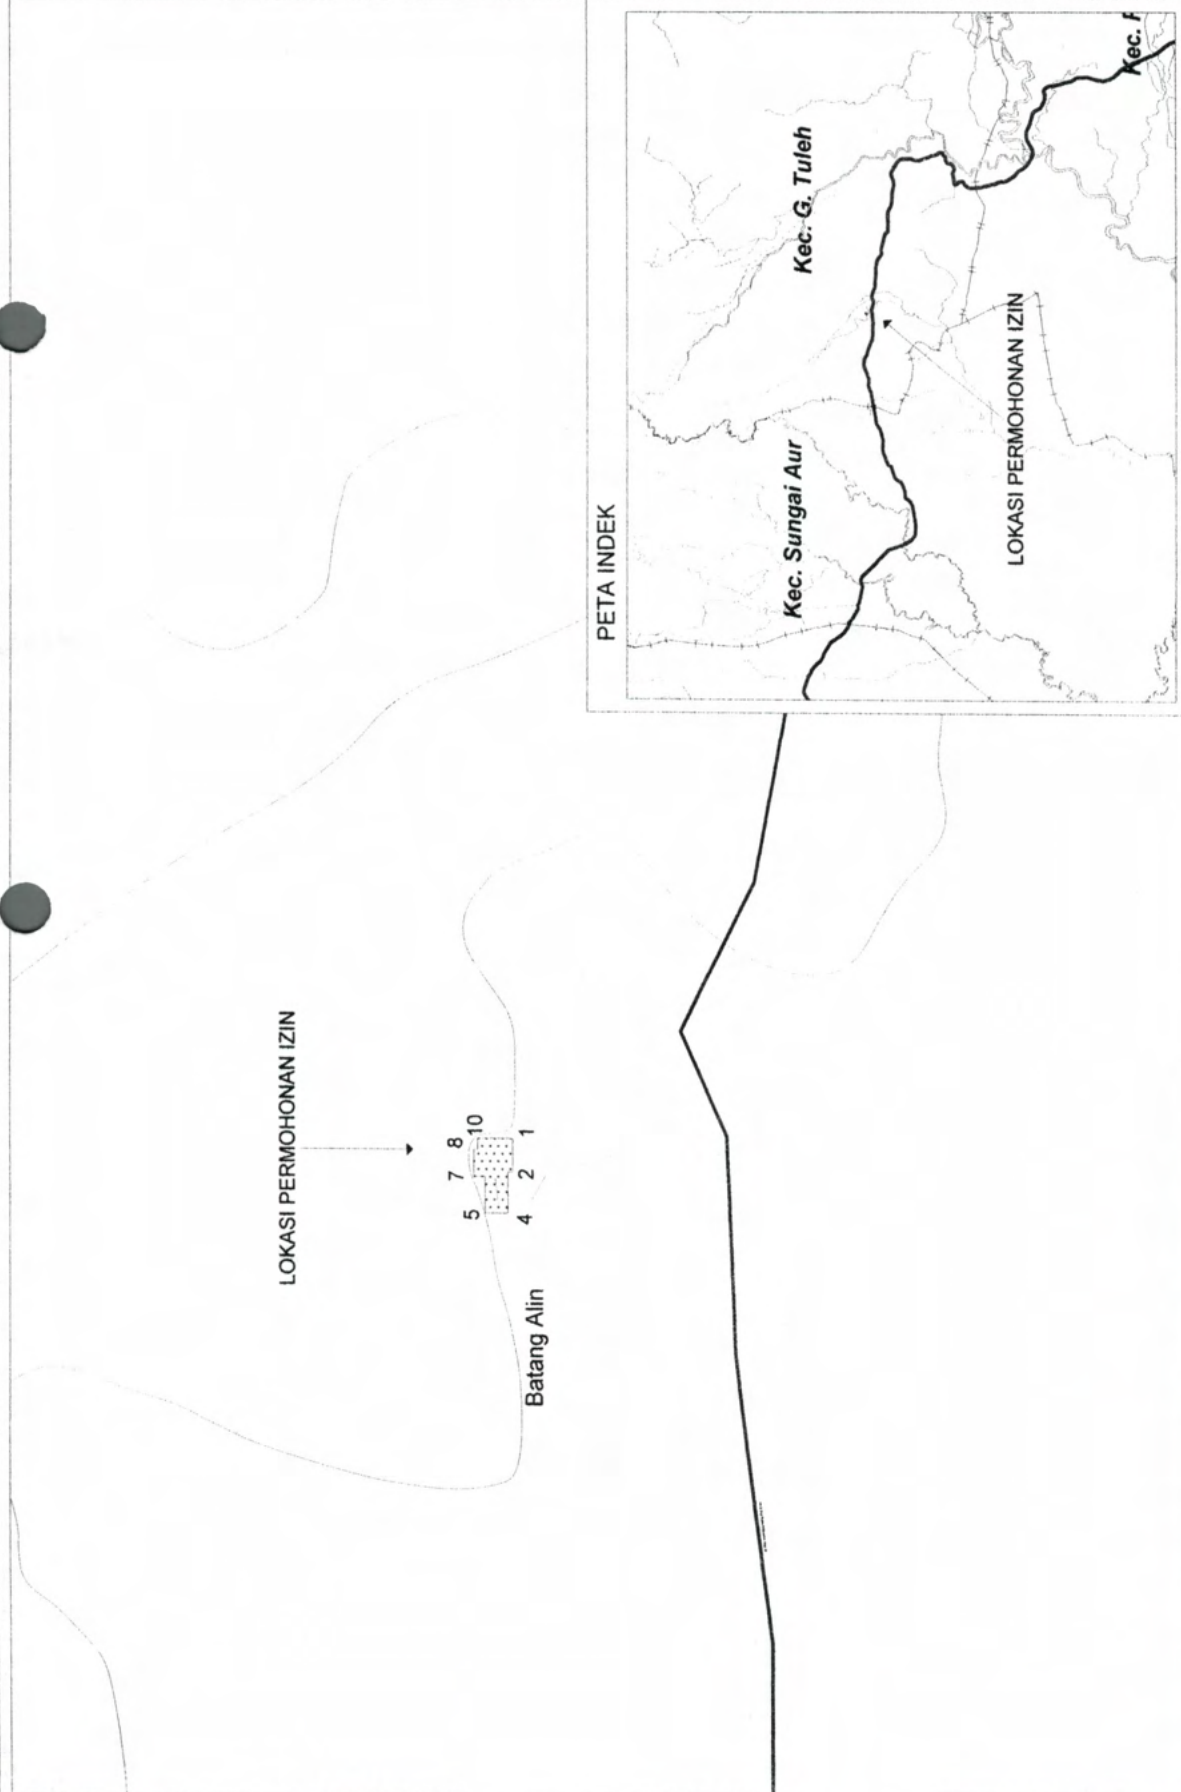 LOKASI PERMOHONAN IZIN
7 8 10
5
4 2 1
Batang Alin
PETA INDEK
Kec. Sungai Aur
Kec. G. Tuleh
LOKASI PERMOHONAN IZIN
Kec.